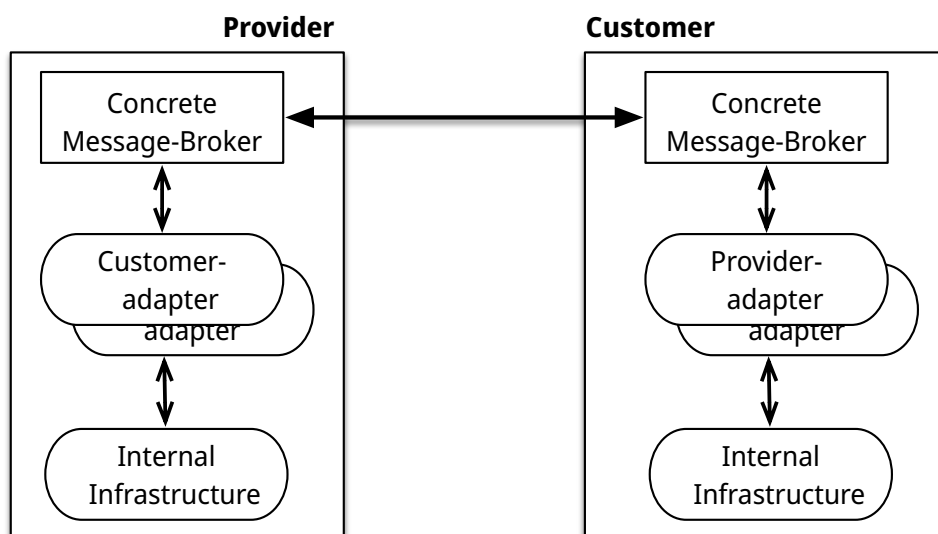 Provider
Customer
Concrete
Message-Broker
Concrete
Message-Broker
Customer-
adapter
adapter
Provider-
adapter
adapter
Internal
Infrastructure
Internal
Infrastructure